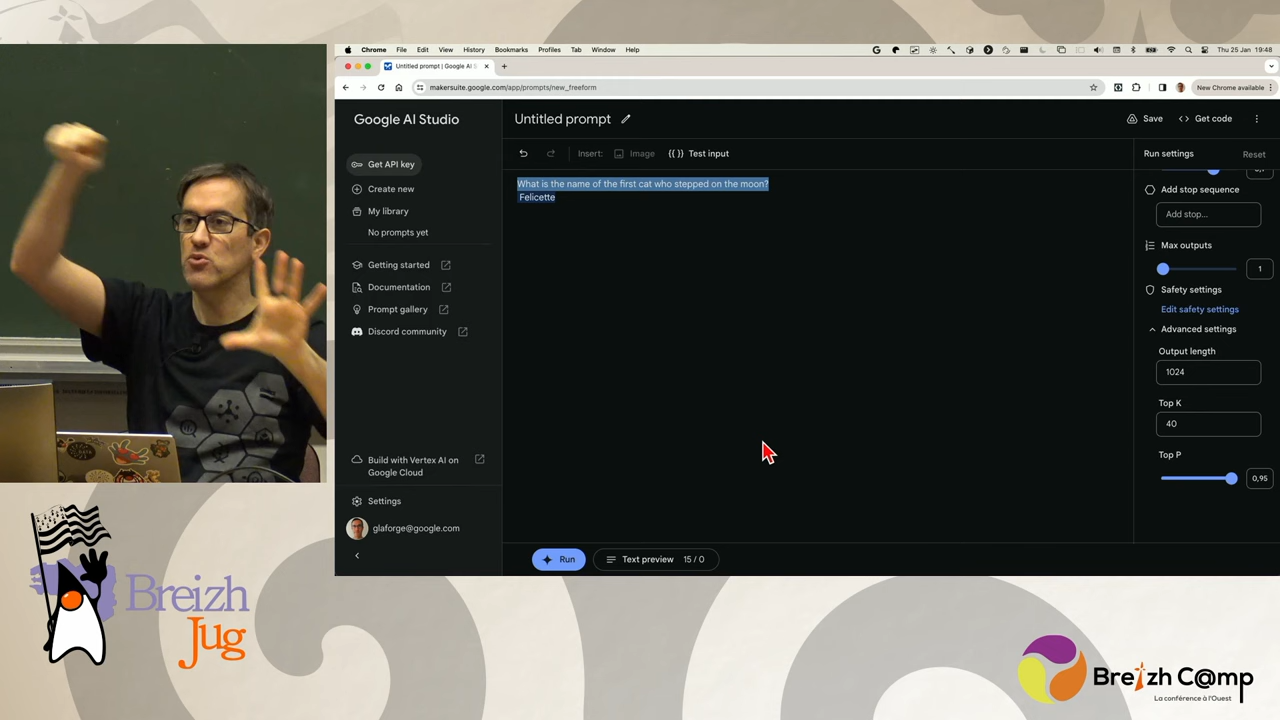 Chrome File Edit View History Bookmarks Profiles Tab Window Help Thu 25 Jan 19:48
Untitled prompt | Google AI S
makersuite.google.com/app/prompts/new_freeform New Chrome available
Google AI Studio
Get API key
Create new
My library
No prompts yet
Getting started
Documentation
Prompt gallery
Discord community
Build with Vertex AI on
Google Cloud
Settings
glaforge@google.com
Untitled prompt
Save Get code
Insert: Image Test input
What is the name of the first cat who stepped on the moon?
Felicette
Run Text preview 15 / 0
Run settings Reset
Add stop sequence
Add stop...
Max outputs
1
Safety settings
Edit safety settings
Advanced settings
Output length
1024
Top K
40
Top P
0,95
Breizh
Jug
Breizh C@mp
La conférence à l'Ouest